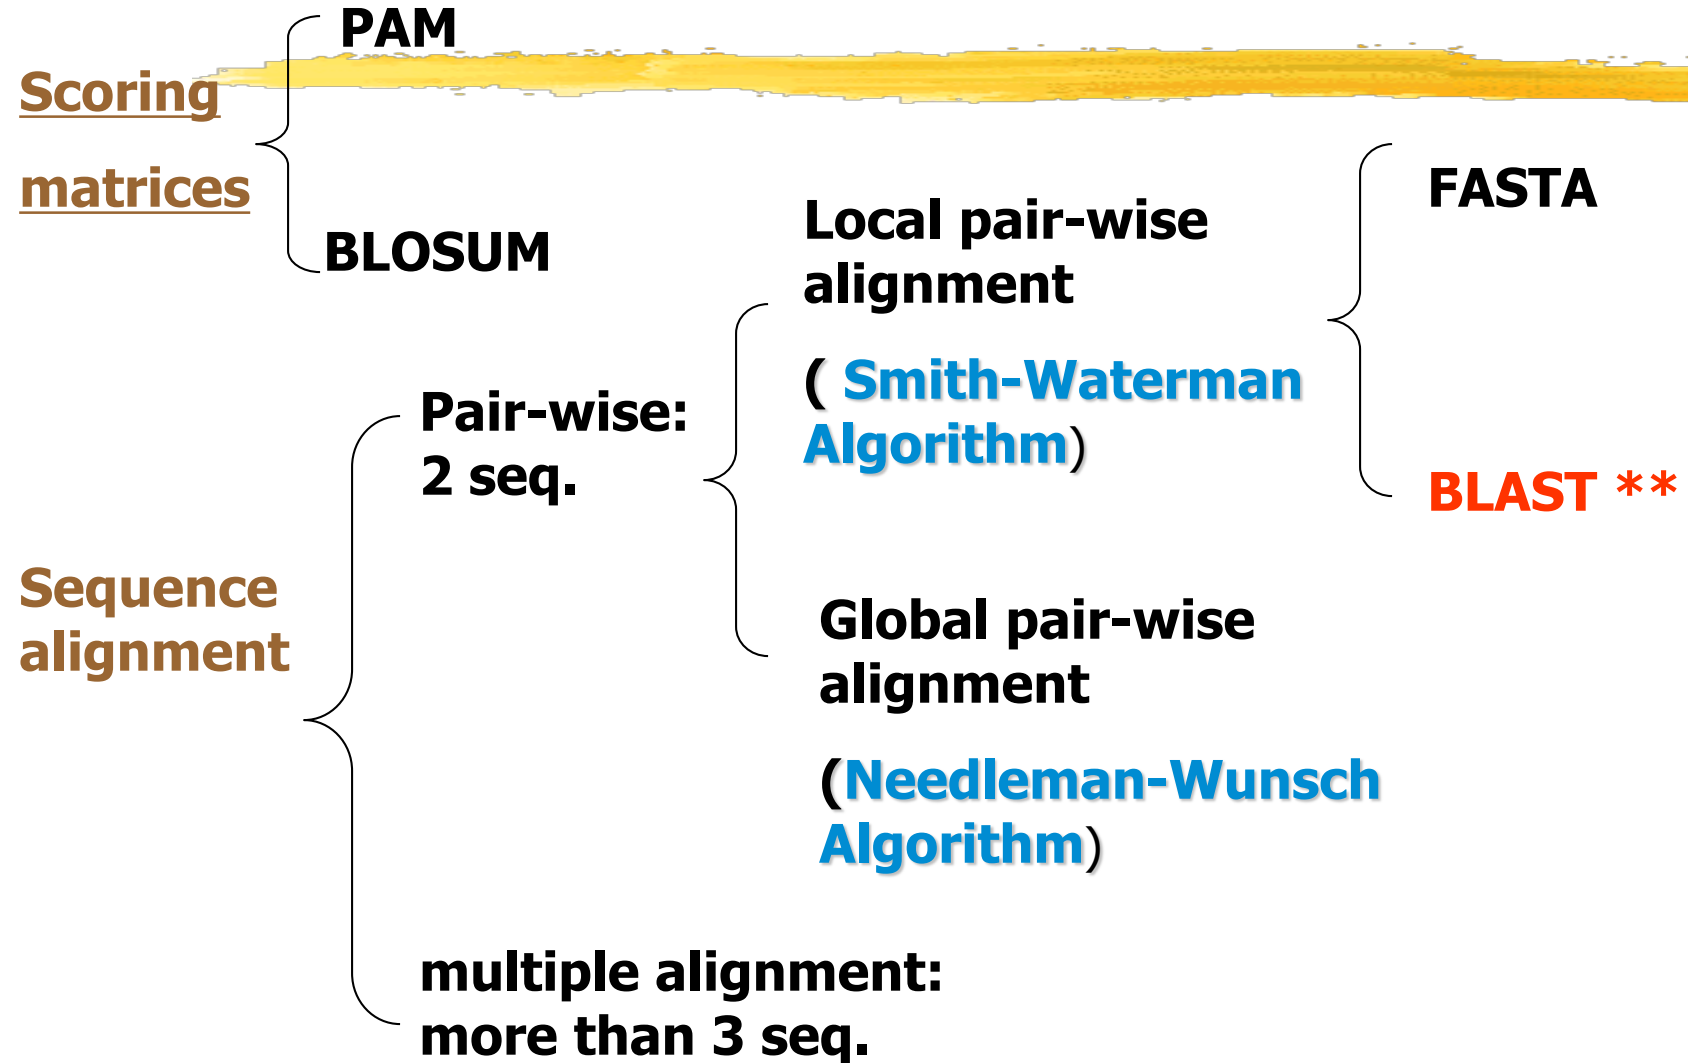 PAM
Scoring
matrices
BLOSUM
Local pair-wise
alignment
( Smith-Waterman
Algorithm)
FASTA
BLAST **
Pair-wise:
2 seq.
Sequence
alignment
Global pair-wise
alignment
(Needleman-Wunsch
Algorithm)
multiple alignment:
more than 3 seq.